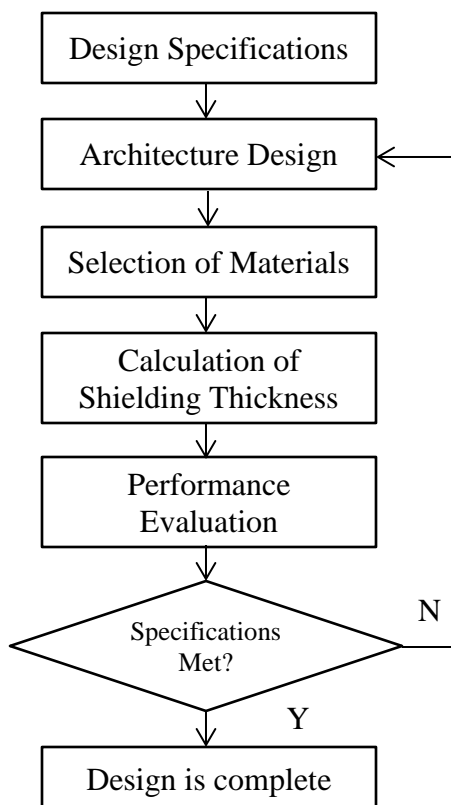 Design Specifications
Architecture Design
Selection of Materials
Calculation of
Shielding Thickness
Performance
Evaluation
Specifications
Met?
N
Y
Design is complete